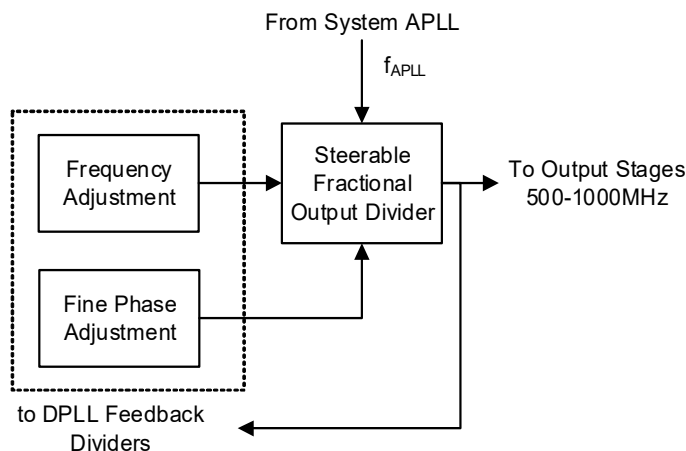 From System APLL
fAPLL
Frequency
Adjustment
Steerable
Fractional
Output Divider
To Output Stages
500-1000MHz
Fine Phase
Adjustment
to DPLL Feedback
Dividers